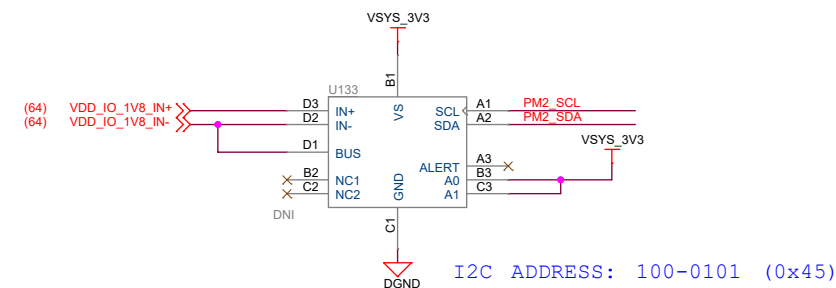 VSYS_3V3
B1
U133
(64) VDD_IO_1V8_IN+ D3 IN+ VS SCL A1 PM2_SCL
(64) VDD_IO_1V8_IN- D2 IN- SDA A2 PM2_SDA
VSYS_3V3
D1 BUS
ALERT A3
B2 NC1 GND A0 B3
C2 NC2 A1 C3
DNI
C1
DGND
I2C ADDRESS: 100-0101 (0x45)